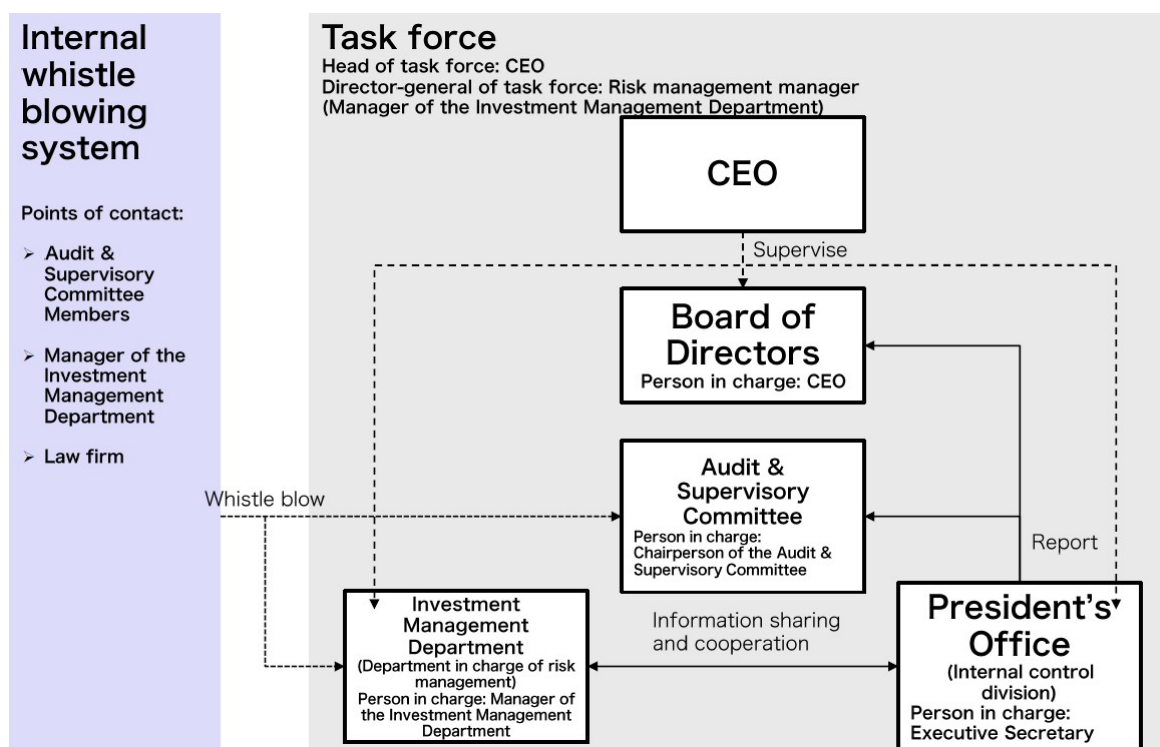 Internal
whistle
blowing
system
Points of contact:
➢ Audit &
Supervisory
Committee
Members
➢ Manager of the
Investment
Management
Department
➢ Law firm
Task force
Head of task force: CEO
Director-general of task force: Risk management manager
(Manager of the Investment Management Department)
CEO
Supervise
Board of
Directors
Person in charge: CEO
Audit &
Supervisory
Committee
Person in charge:
Chairperson of the Audit &
Supervisory Committee
Whistle blow
Report
Investment
Management
Department
(Department in charge of risk
management)
Person in charge: Manager of
the Investment Management
Department
Information sharing
and cooperation
President's
Office
(Internal control
division)
Person in charge:
Executive Secretary